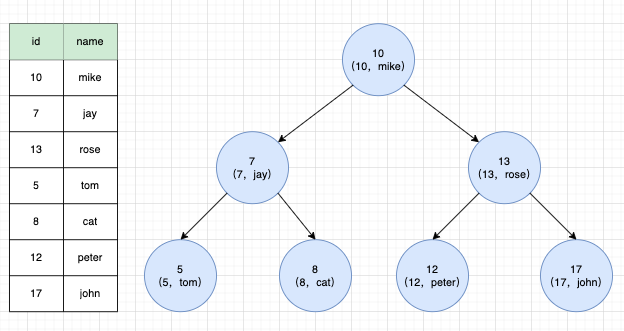 id name
10 mike
7 jay
13 rose
5 tom
8 cat
12 peter
17 john
10
(10, mike)
7
(7, jay)
13
(13, rose)
5
(5, tom)
8
(8, cat)
12
(12, peter)
17
(17, john)